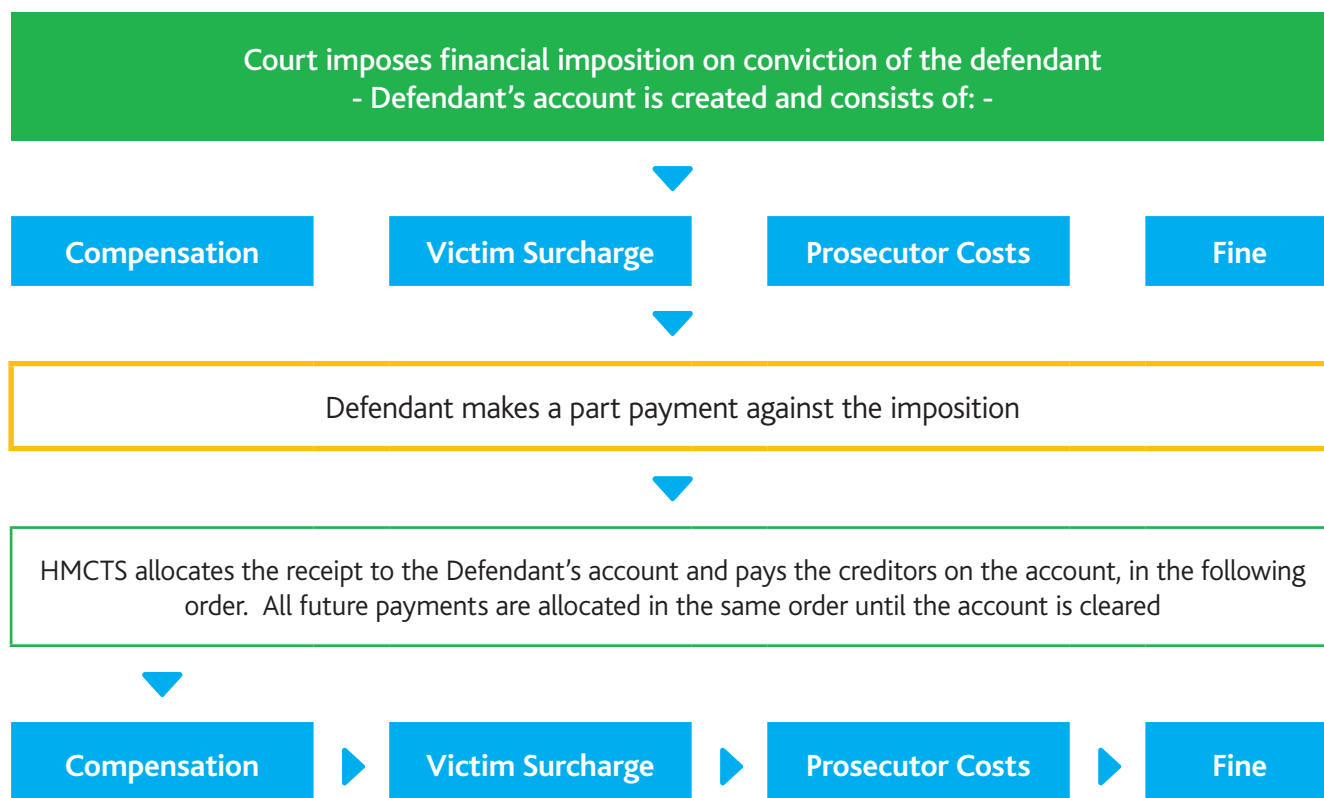 Court imposes financial imposition on conviction of the defendant
- Defendant’s account is created and consists of: -
Compensation
Victim Surcharge
Prosecutor Costs
Fine
Defendant makes a part payment against the imposition
HMCTS allocates the receipt to the Defendant’s account and pays the creditors on the account, in the following
order.  All future payments are allocated in the same order until the account is cleared
Compensation
Victim Surcharge
Prosecutor Costs
Fine